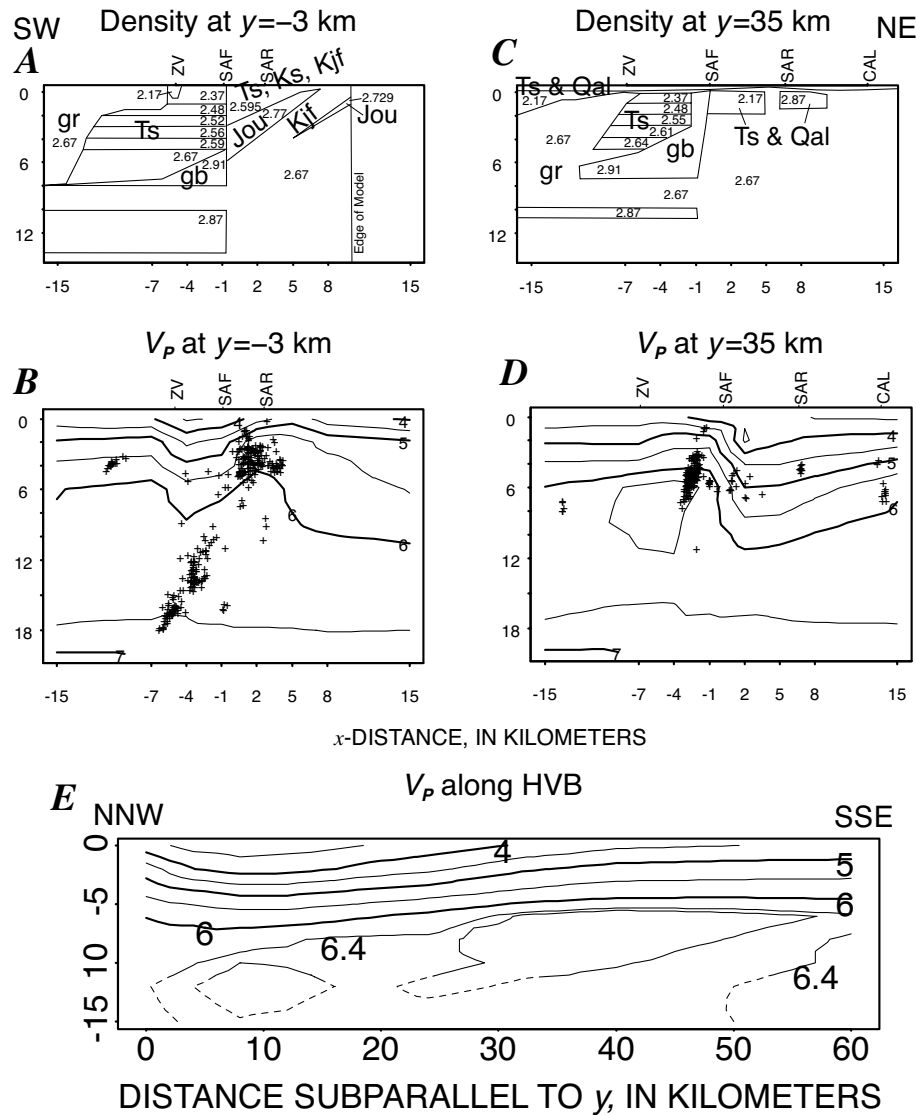 SW Density at y=−3 km Density at y=35 km NE
A
ZV SAF SAR
Ts, Ks, Kjf
0
6
12
2.17
2.37
2.48
2.52
2.56
2.59
2.595
2.77
2.729
gr
Ts
Jou
Kjf
Jou
2.67
2.67
2.91
gb
2.67
2.87
Edge of Model
-15 -7 -4 -1 2 5 8 15
C
ZV SAF SAR CAL
Ts & Qal
0
6
12
2.17
2.37
2.48
2.55
2.61
2.64
2.17
2.87
Ts
Ts & Qal
2.67
gb
gr
2.91
2.67
2.67
2.87
-15 -7 -4 -1 2 5 8 15
VP at y=−3 km
B
ZV SAF SAR
0
6
12
18
4
4
5
6
6
7
-15 -7 -4 -1 2 5 8 15
VP at y=35 km
D
ZV SAF SAR CAL
0
6
12
18
4
5
6
7
-15 -7 -4 -1 2 5 8 15
x-DISTANCE, IN KILOMETERS
E
VP along HVB
NNW SSE
0
-5
-10
-15
4
5
6
6
6.4
6.4
0 10 20 30 40 50 60
DISTANCE SUBPARALLEL TO y, IN KILOMETERS